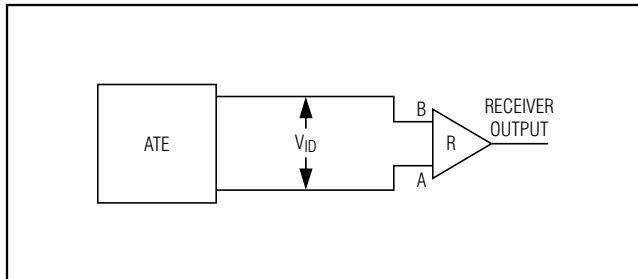 ATE
V_ID
B
A
R
RECEIVER
OUTPUT